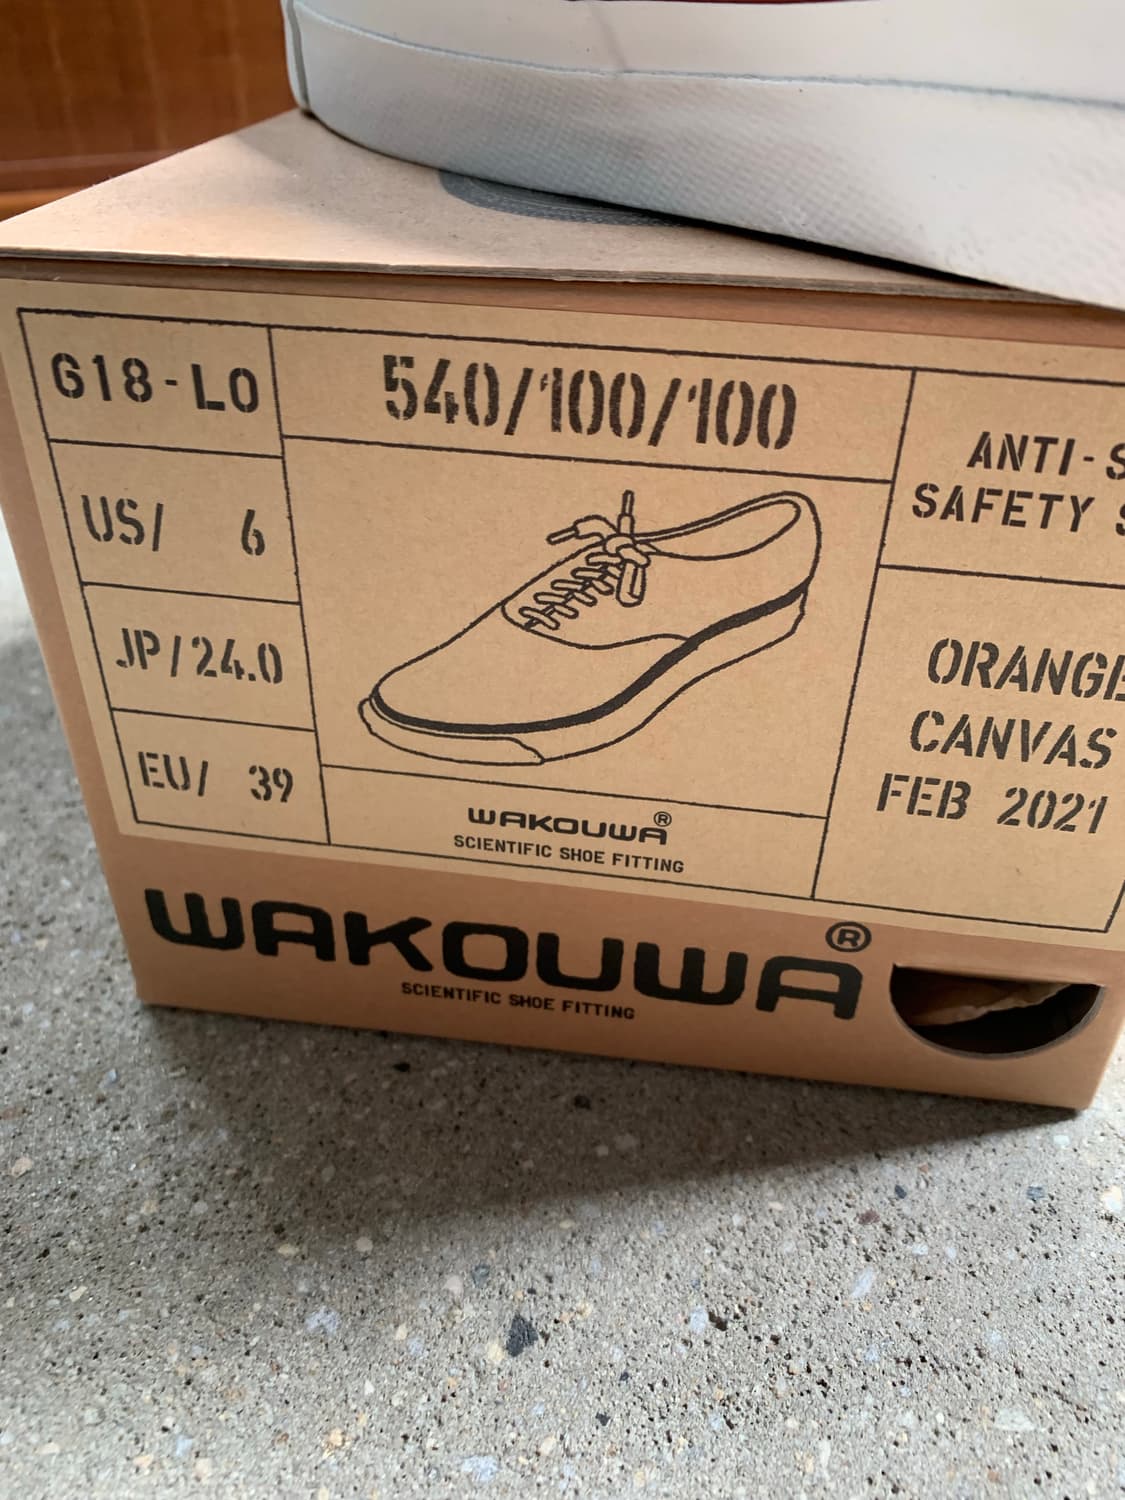 G18-LO
540/100/100
ANTI-
SAFETY
US/ 6
JP/24.0
EU/ 39
ORANGE
CANVAS
FEB 2021
WAKOUWA®
SCIENTIFIC SHOE FITTING
WAKOUWA®
SCIENTIFIC SHOE FITTING